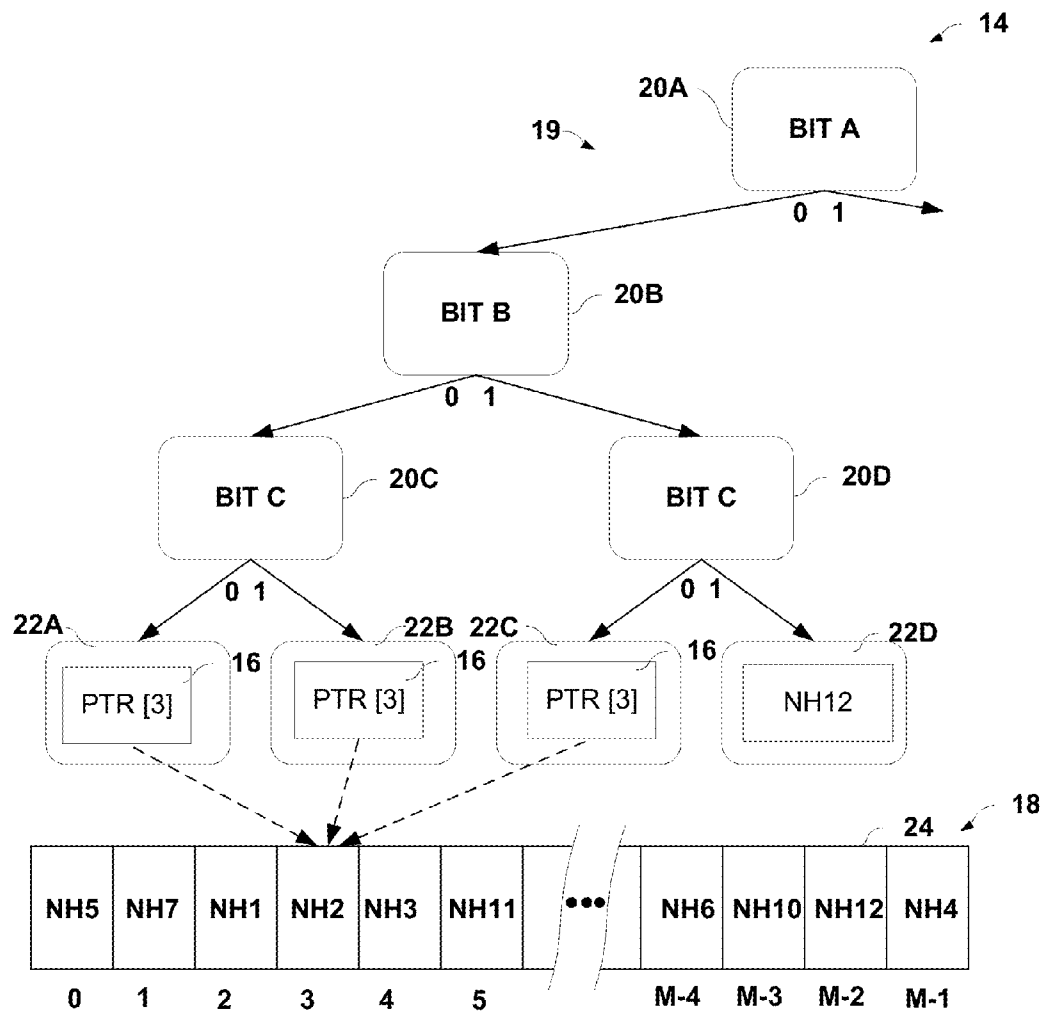 14
20A
BIT A
19
0 1
BIT B
20B
0 1
BIT C
20C
BIT C
20D
0 1
0 1
22A
22B
22C
22D
16
16
16
PTR [3]
PTR [3]
PTR [3]
NH12
24
18
NH5 NH7 NH1 NH2 NH3 NH11 ••• NH6 NH10 NH12 NH4
0 1 2 3 4 5 M-4 M-3 M-2 M-1